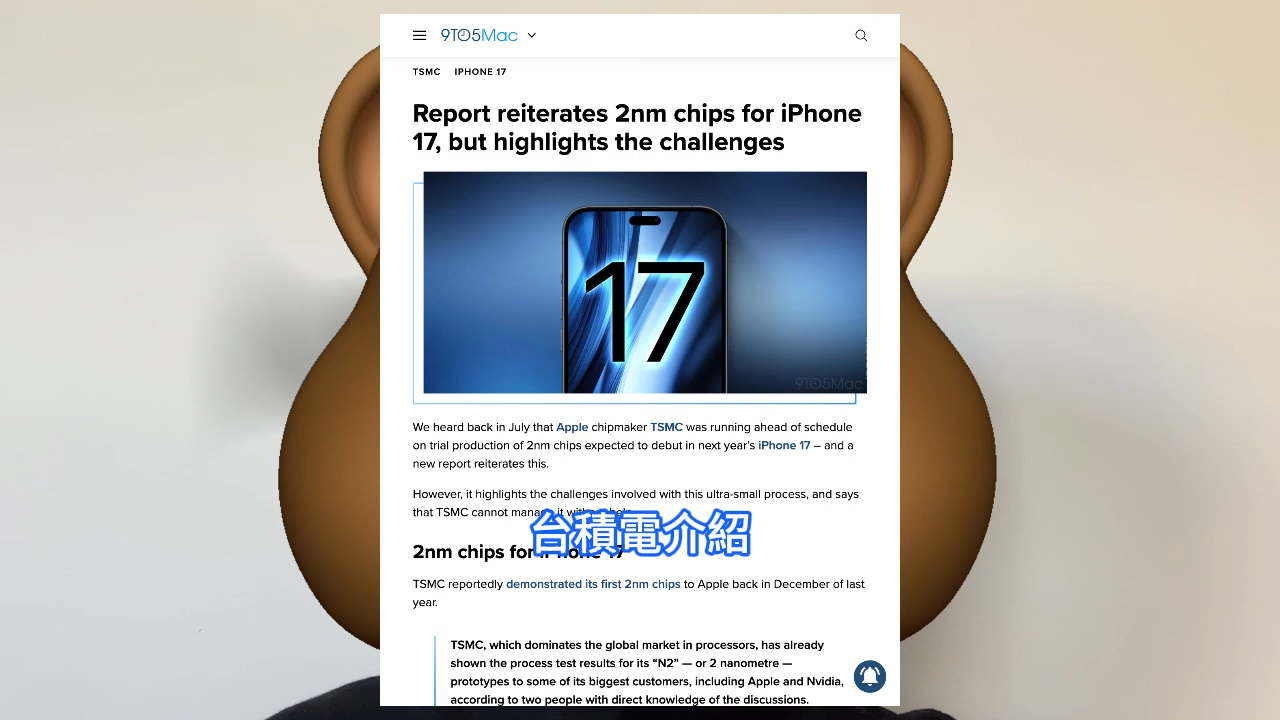 9TO5Mac
TSMC IPHONE 17
Report reiterates 2nm chips for iPhone
17, but highlights the challenges
17
9TO5Mac
We heard back in July that Apple chipmaker TSMC was running ahead of schedule
on trial production of 2nm chips expected to debut in next year's iPhone 17 – and a
new report reiterates this.
However, it highlights the challenges involved with this ultra-small process, and says
that TSMC cannot manage it without help.
台積電介紹
2nm chips for iPhone 17
TSMC reportedly demonstrated its first 2nm chips to Apple back in December of last
year.
TSMC, which dominates the global market in processors, has already
shown the process test results for its “N2” — or 2 nanometre —
prototypes to some of its biggest customers, including Apple and Nvidia,
according to two people with direct knowledge of the discussions.